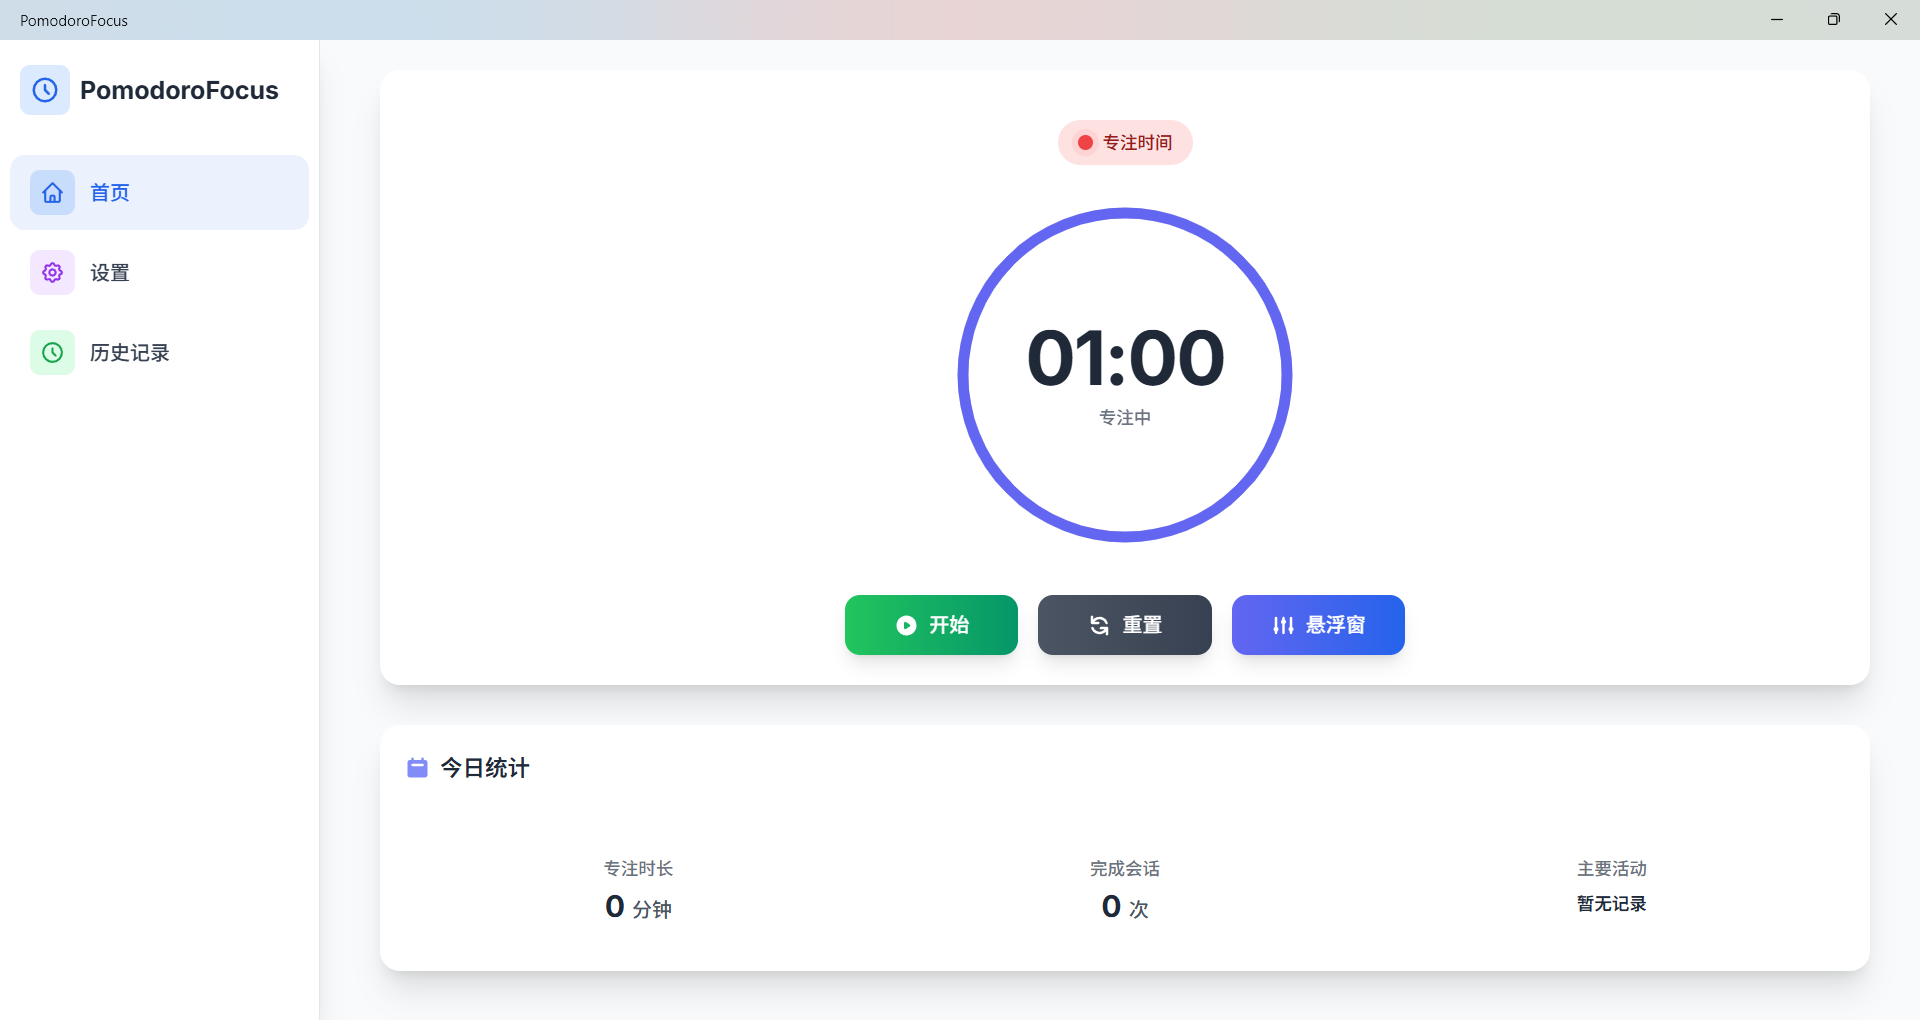 PomodoroFocus
PomodoroFocus
首页
设置
历史记录
专注时间
01:00
专注中
开始
重置
悬浮窗
今日统计
专注时长
0 分钟
完成会话
0 次
主要活动
暂无记录